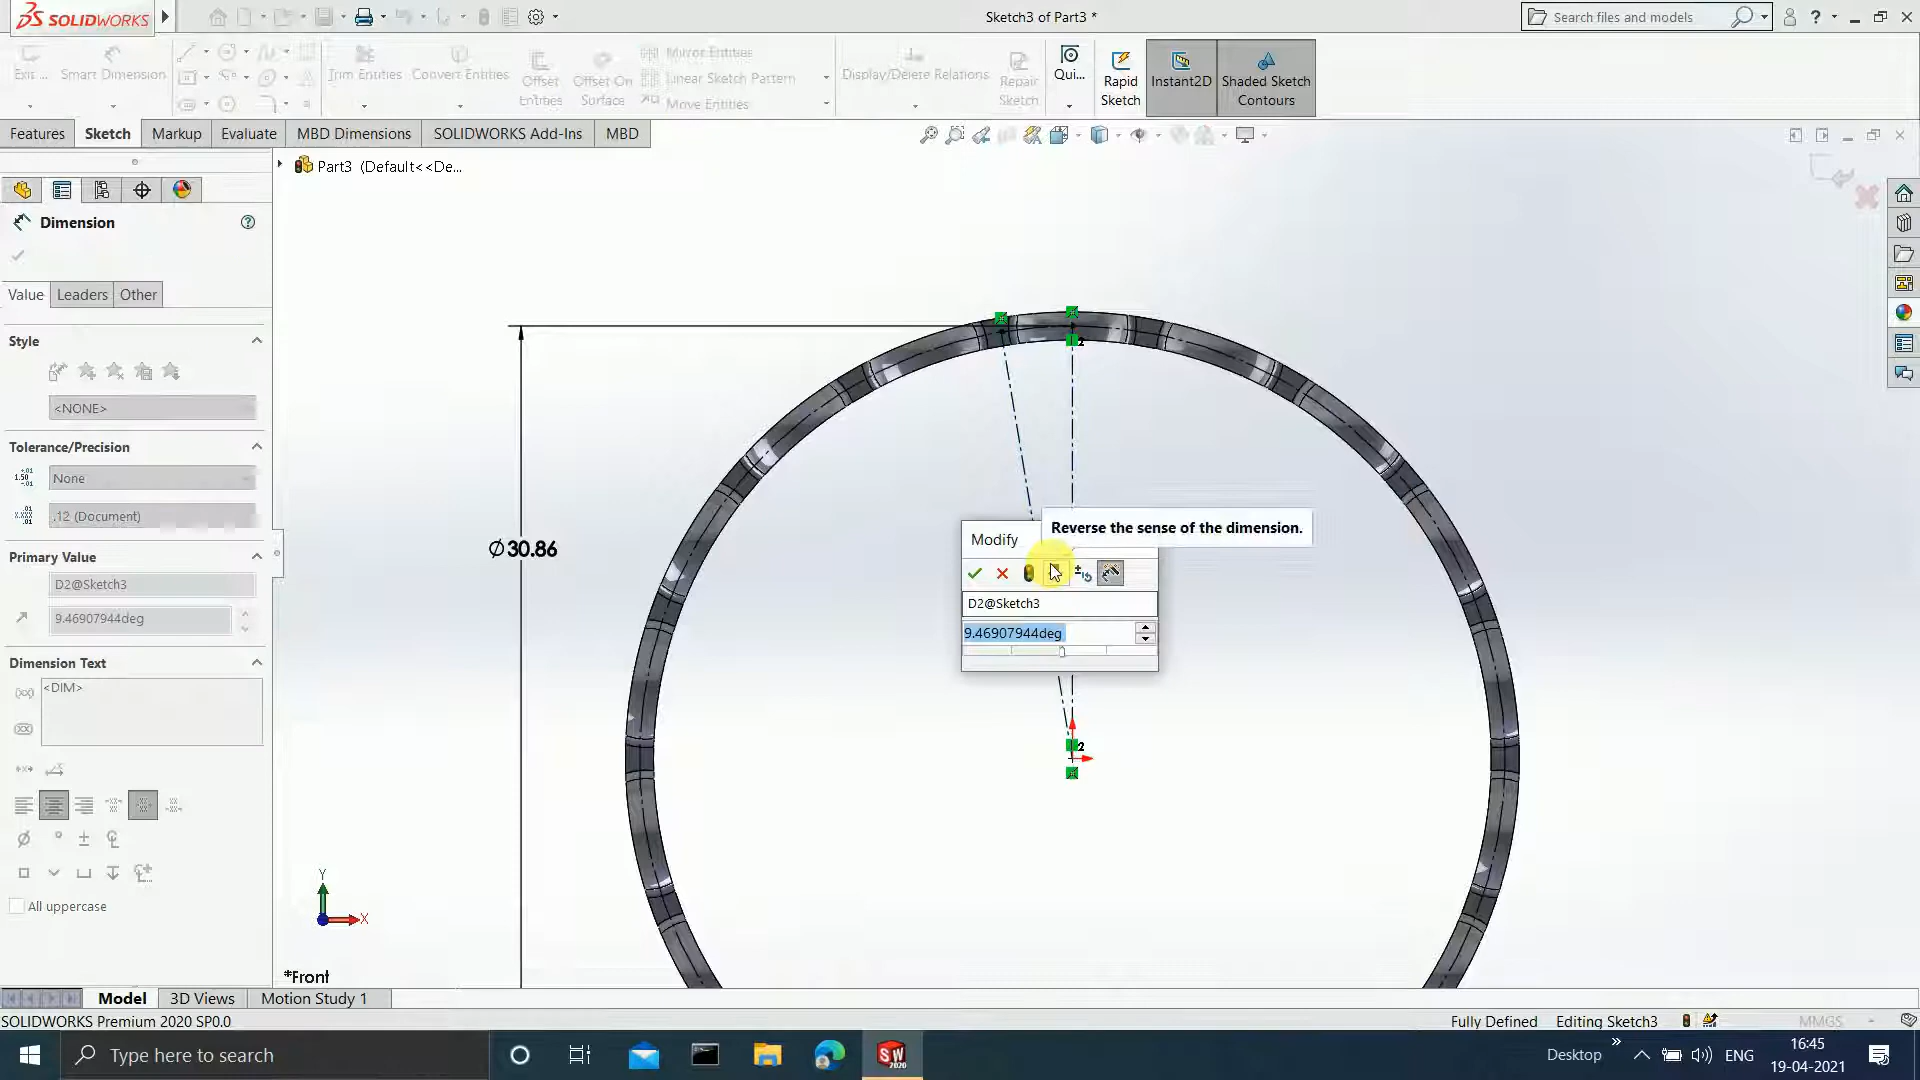 SOLIDWORKS
Sketch3 of Part3 *
Search files and models
Exit ...
Smart Dimension
Trim Entities
Convert Entities
Offset Entities
Offset On Surface
Mirror Entities
Linear Sketch Pattern
Move Entities
Display/Delete Relations
Repair Sketch
Qui...
Rapid Sketch
Instant2D
Shaded Sketch Contours
Features
Sketch
Markup
Evaluate
MBD Dimensions
SOLIDWORKS Add-Ins
MBD
Part3 (Default<<De...
Dimension
Value
Leaders
Other
Style
<NONE>
Tolerance/Precision
None
.12 (Document)
Primary Value
D2@Sketch3
9.46907944deg
Dimension Text
<DIM>
All uppercase
∅30.86
2
Reverse the sense of the dimension.
Modify
D2@Sketch3
9.46907944deg
2
Y
X
*Front
Model
3D Views
Motion Study 1
SOLIDWORKS Premium 2020 SP0.0
Fully Defined
Editing Sketch3
MMGS
Type here to search
SW 2020
Desktop
ENG
16:45
19-04-2021